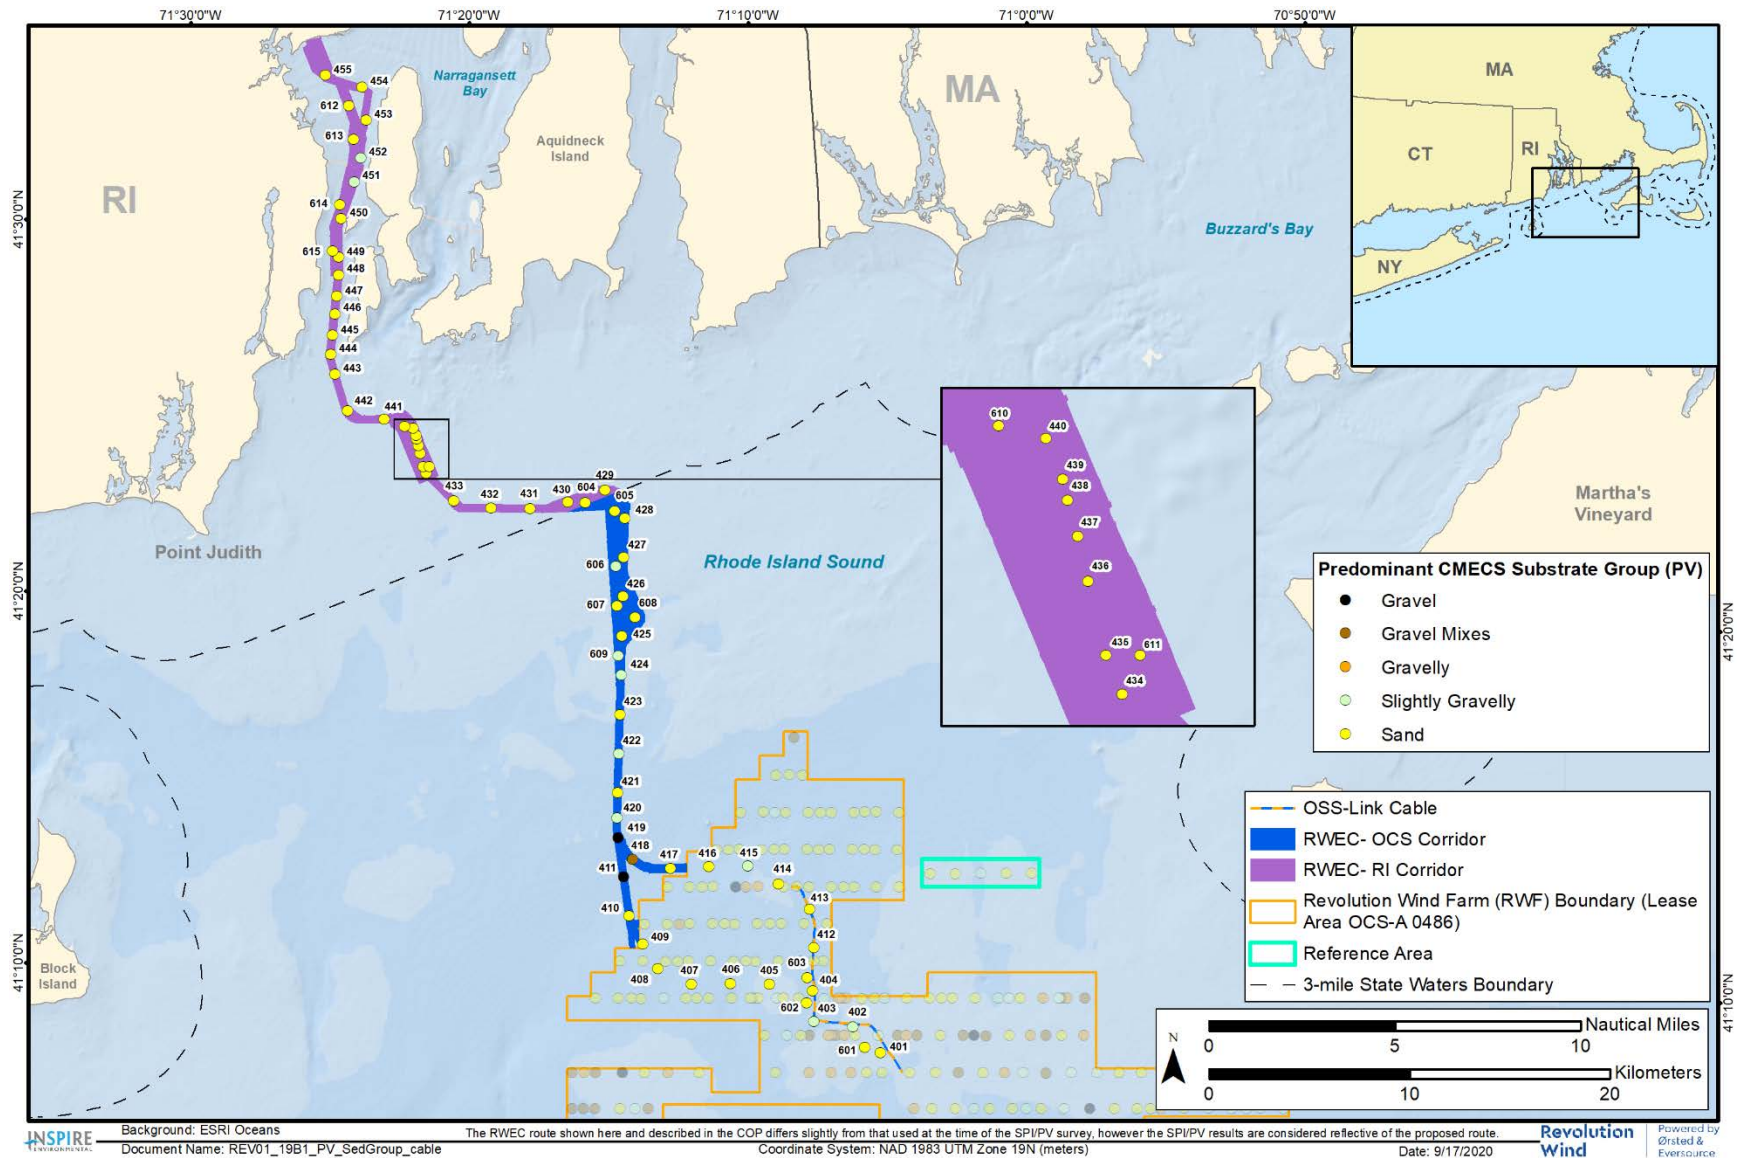 71°30'0"W
71°20'0"W
71°10'0"W
71°0'0"W
70°50'0"W
455
454
Narragansett
Bay
612
453
MA
613
Aquidneck
Island
452
451
RI
614
450
41°30'0"N
615
449
448
447
446
445
444
443
442
441
Buzzard's Bay
MA
CT
RI
NY
610
440
439
438
437
436
435
611
434
433
432
431
430
604
429
605
428
Point Judith
Rhode Island Sound
Martha's
Vineyard
427
606
426
607
608
425
609
424
423
422
421
420
419
418
417
416
415
411
414
410
413
409
412
408
407
406
405
603
404
602
403
402
601
401
Block
Island
41°20'0"N
41°10'0"N
41°20'0"N
41°10'0"N
Predominant CMECS Substrate Group (PV)
Gravel
Gravel Mixes
Gravelly
Slightly Gravelly
Sand
OSS-Link Cable
RWEC- OCS Corridor
RWEC- RI Corridor
Revolution Wind Farm (RWF) Boundary (Lease
Area OCS-A 0486)
Reference Area
3-mile State Waters Boundary
N
Nautical Miles
0 5 10
Kilometers
0 10 20
INSPIRE
ENVIRONMENTAL
Background: ESRI Oceans
The RWEC route shown here and described in the COP differs slightly from that used at the time of the SPI/PV survey, however the SPI/PV results are considered reflective of the proposed route.
Document Name: REV01_19B1_PV_SedGroup_cable
Coordinate System: NAD 1983 UTM Zone 19N (meters)
Date: 9/17/2020
Revolution
Wind
Powered by
Ørsted &
Eversource